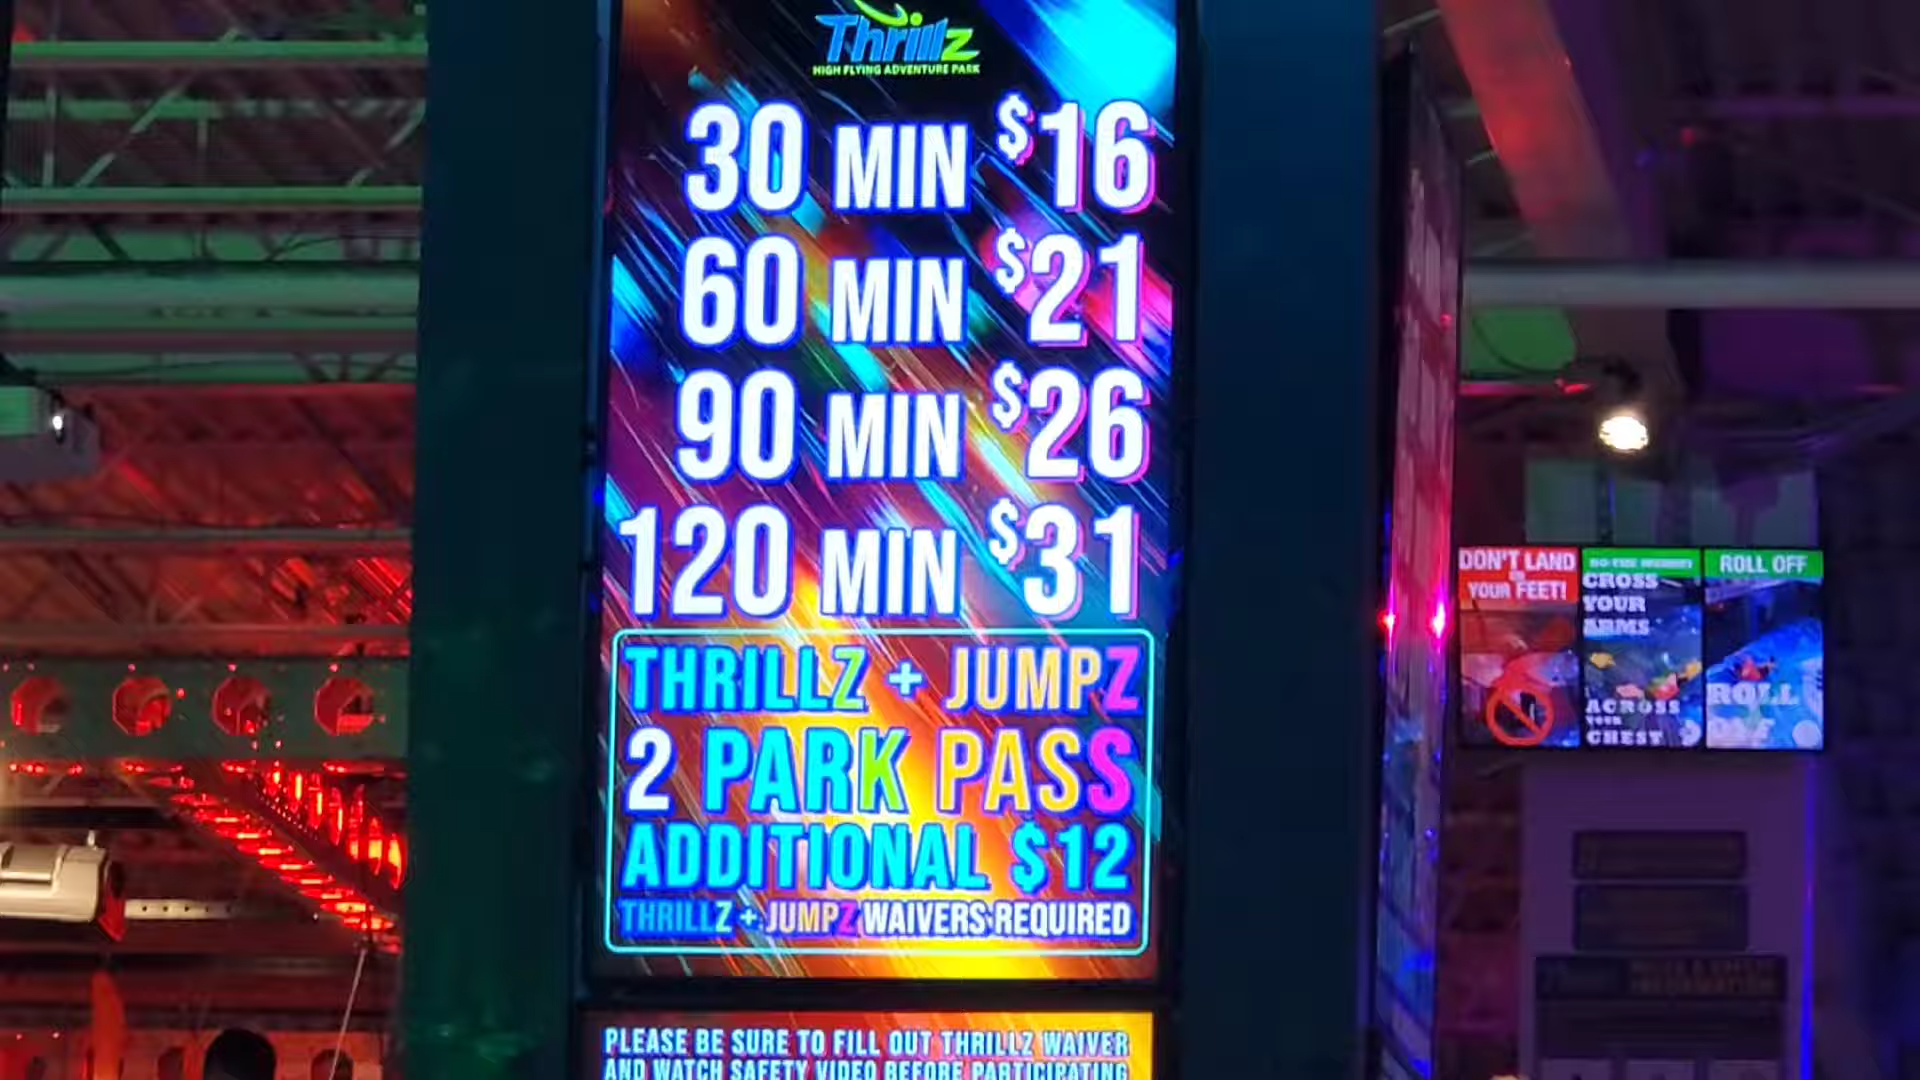 Thrillz
HIGH FLYING ADVENTURE PARK
30 MIN $16
60 MIN $21
90 MIN $26
120 MIN $31
THRILLZ + JUMPZ
2 PARK PASS
ADDITIONAL $12
THRILLZ + JUMPZ WAIVERS REQUIRED
PLEASE BE SURE TO FILL OUT THRILLZ WAIVER
AND WATCH SAFETY VIDEO BEFORE PARTICIPATING
DON'T LAND
YOUR FEET!
CROSS
YOUR
ARMS
ACROSS
YOUR
CHEST
ROLL OFF
ROLL
OFF